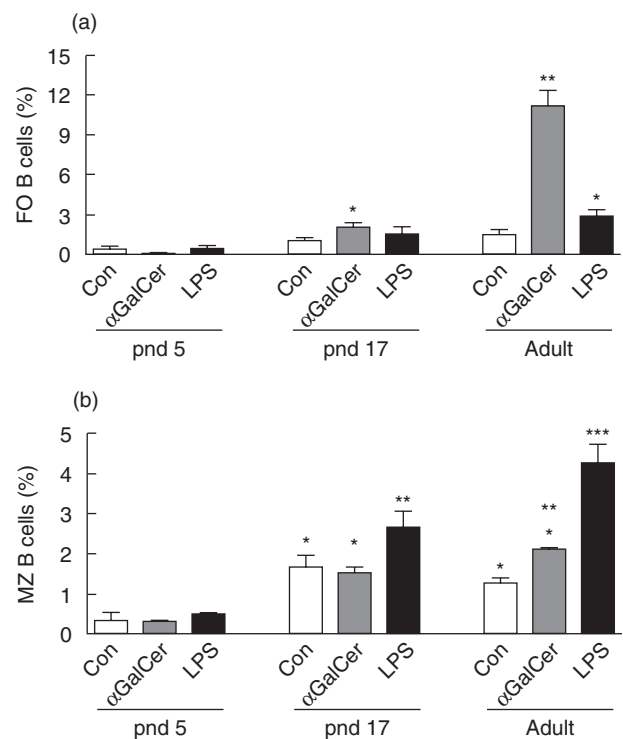 (a)
FO B cells (%)
15
12
9
6
3
0
*
**
*
Con
αGalCer
LPS
Con
αGalCer
LPS
Con
αGalCer
LPS
pnd 5
pnd 17
Adult
(b)
MZ B cells (%)
5
4
3
2
1
0
*
*
**
*
**
*
***
Con
αGalCer
LPS
Con
αGalCer
LPS
Con
αGalCer
LPS
pnd 5
pnd 17
Adult